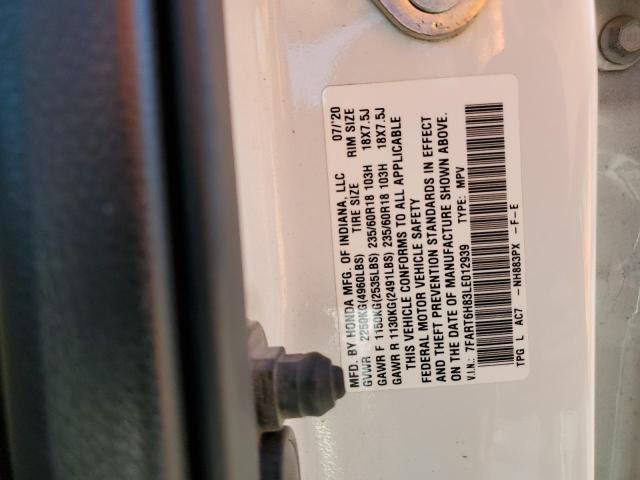 MFD. BY HONDA MFG. OF INDIANA, LLC 07/'20
GVWR 2250KG(4960LBS) TIRE SIZE RIM SIZE
GAWR F 1150KG(2535LBS) 235/60R18 103H 18X7.5J
GAWR R 1130KG(2491LBS) 235/60R18 103H 18X7.5J
THIS VEHICLE CONFORMS TO ALL APPLICABLE
FEDERAL MOTOR VEHICLE SAFETY
AND THEFT PREVENTION STANDARDS IN EFFECT
ON THE DATE OF MANUFACTURE SHOWN ABOVE.
V.I.N.: 7FART6H83LE012939 TYPE: MPV
TPG L AC7 -NH883PX -F-E